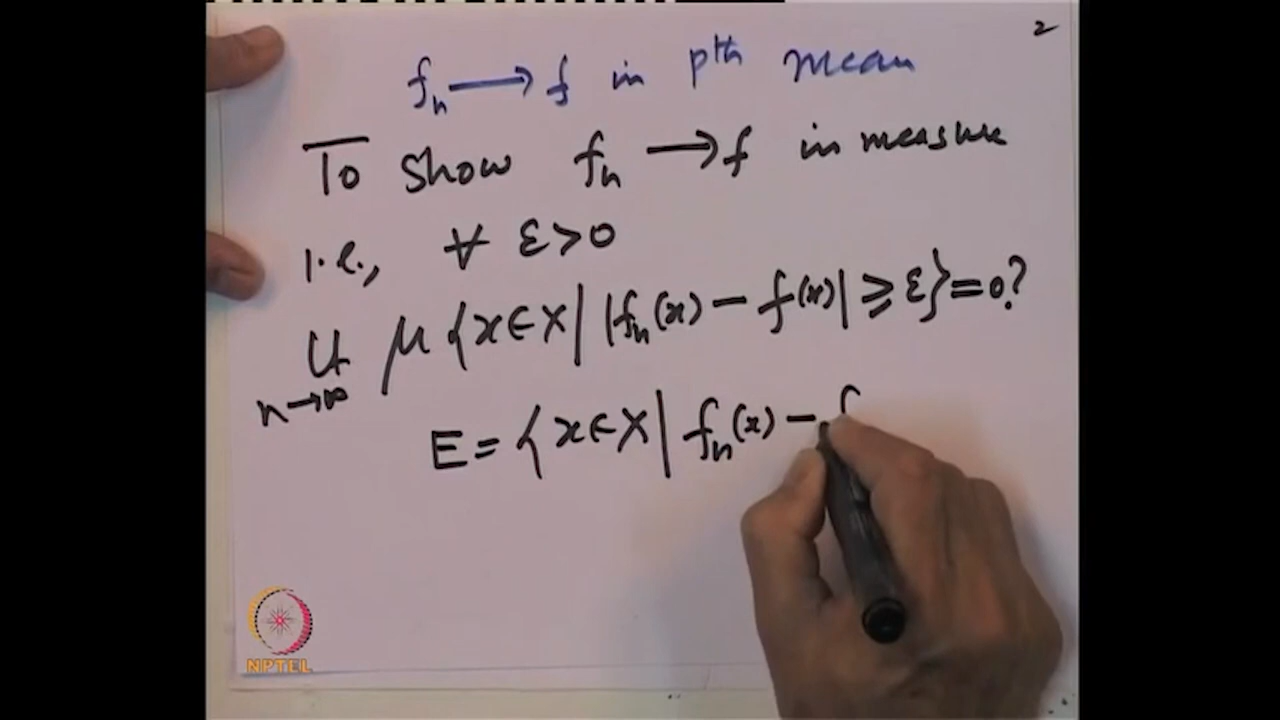 2
fn → f in pth mean
To Show fn → f in measure
i.e., ∀ ε > 0
Lt n→∞ μ {x ∈ X | |fn(x) − f(x)| ≥ ε} = 0?
E = {x ∈ X | fn(x) − f
NPTEL